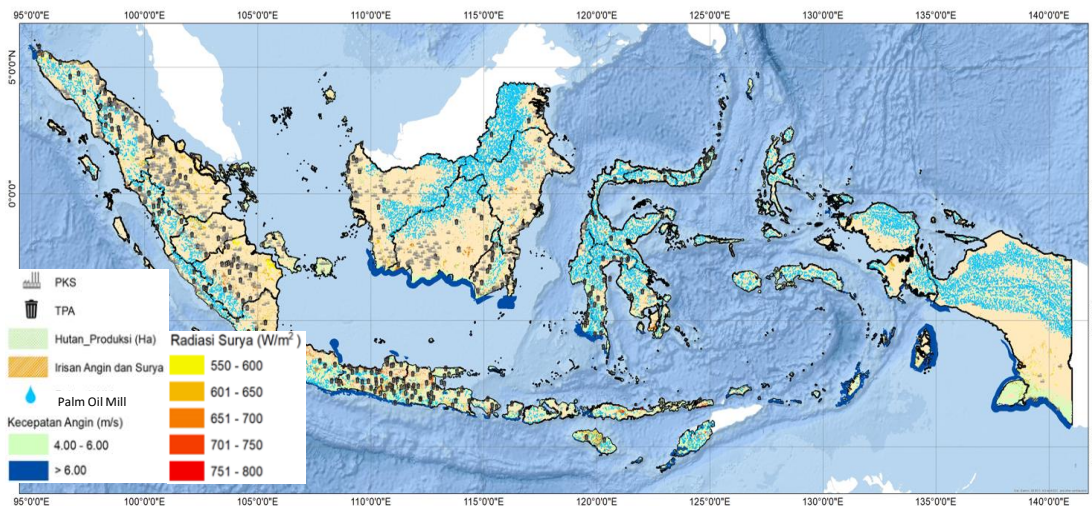 95°0'0"E 100°0'0"E 105°0'0"E 110°0'0"E 115°0'0"E 120°0'0"E 125°0'0"E 130°0'0"E 135°0'0"E 140°0'0"E
5°0'0"N
0°0'0"
PKS
TPA
Hutan_Produksi (Ha)
Irisan Angin dan Surya
Palm Oil Mill
Kecepatan Angin (m/s)
4.00 - 6.00
> 6.00
Radiasi Surya (W/m²)
550 - 600
601 - 650
651 - 700
701 - 750
751 - 800
95°0'0"E 100°0'0"E 105°0'0"E 110°0'0"E 115°0'0"E 120°0'0"E 125°0'0"E 130°0'0"E 135°0'0"E 140°0'0"E